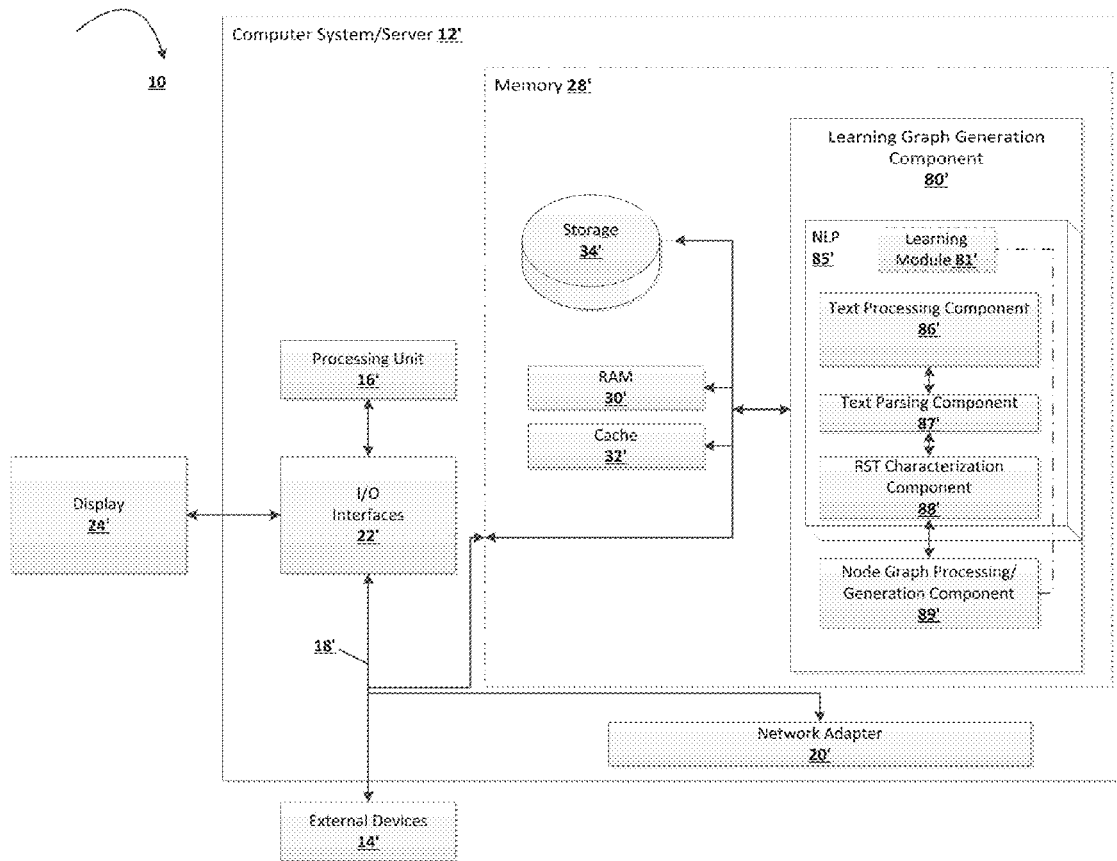 10
Computer System/Server 12'
Memory 28'
Learning Graph Generation
Component
80'
Storage
34'
NLP
85'
Learning
Module 81'
Text Processing Component
86'
Processing Unit
16'
RAM
30'
Text Parsing Component
87'
Cache
32'
RST Characterization
Component
88'
Display
24'
I/O
Interfaces
22'
Node Graph Processing/
Generation Component
89'
18'
Network Adapter
20'
External Devices
14'